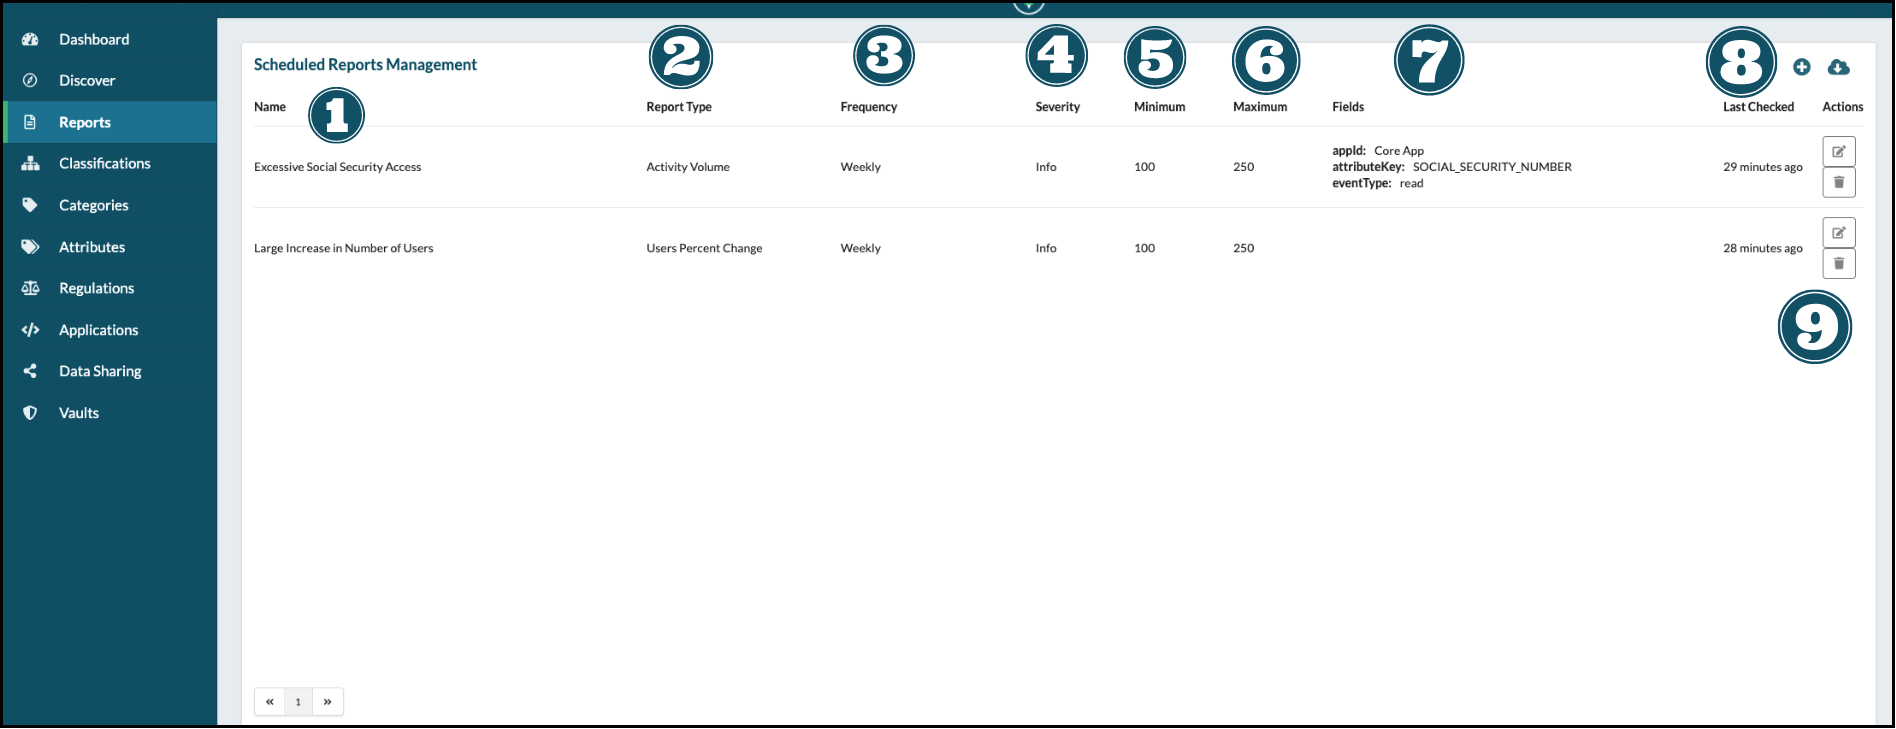 Dashboard
Discover
Reports
Classifications
Categories
Attributes
Regulations
Applications
Data Sharing
Vaults
Scheduled Reports Management
1 2 3 4 5 6 7 8
Name Report Type Frequency Severity Minimum Maximum Fields Last Checked Actions
Excessive Social Security Access Activity Volume Weekly Info 100 250 appId: Core App
attributeKey: SOCIAL_SECURITY_NUMBER
eventType: read
29 minutes ago
Large Increase in Number of Users Users Percent Change Weekly Info 100 250 28 minutes ago
9
« 1 »